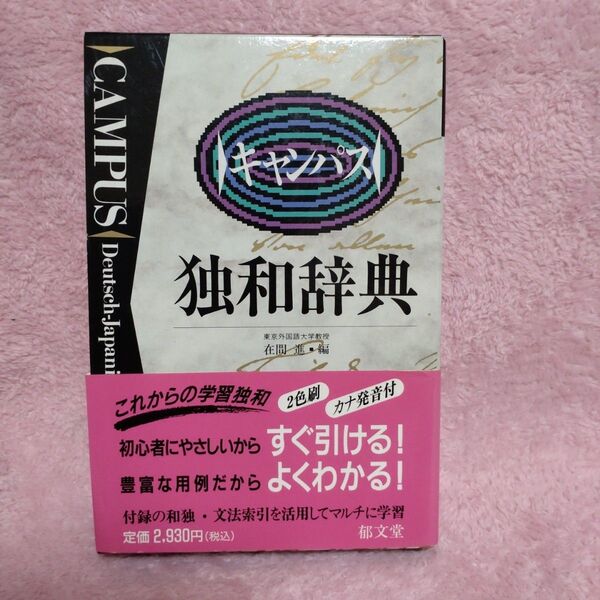 CAMPUS
Deutsch-Japani
キャンパス
独和辞典
東京外国語大学教授
在間 進▪編
これからの学習独和
2色刷
カナ発音付
初心者にやさしいから すぐ引ける!
豊富な用例だから よくわかる!
付録の和独・文法索引を活用してマルチに学習
定価2,930円(税込)
郁文堂